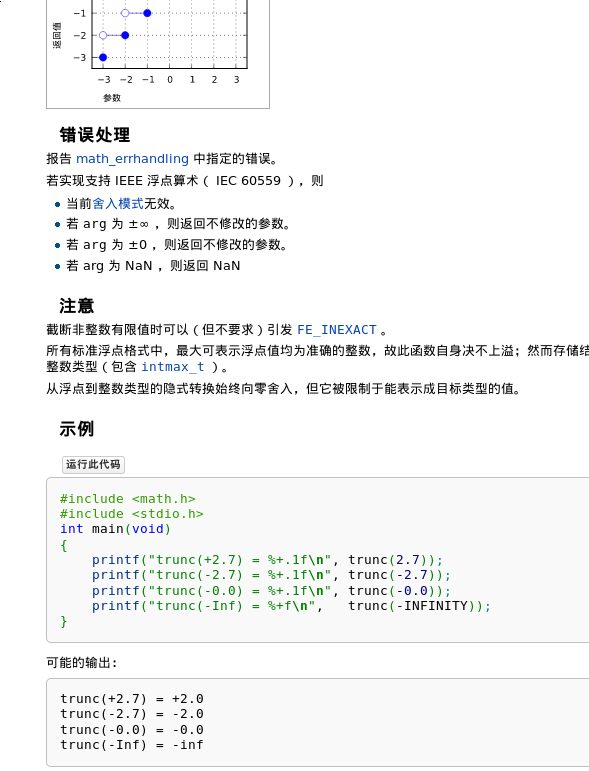 −1
−2
−3
返回值
−3 −2 −1 0 1 2 3
参数
错误处理
报告 math_errhandling 中指定的错误。
若实现支持 IEEE 浮点算术（ IEC 60559 ），则
当前舍入模式无效。
若 arg 为 ±∞ ，则返回不修改的参数。
若 arg 为 ±0 ，则返回不修改的参数。
若 arg 为 NaN ，则返回 NaN
注意
截断非整数有限值时可以（但不要求）引发 FE_INEXACT 。
所有标准浮点格式中，最大可表示浮点值均为准确的整数，故此函数自身决不上溢；然而存储结
整数类型（包含 intmax_t ）。
从浮点到整数类型的隐式转换始终向零舍入，但它被限制于能表示成目标类型的值。
示例
运行此代码
#include <math.h>
#include <stdio.h>
int main(void)
{
    printf("trunc(+2.7) = %+.1f\n", trunc(2.7));
    printf("trunc(-2.7) = %+.1f\n", trunc(-2.7));
    printf("trunc(-0.0) = %+.1f\n", trunc(-0.0));
    printf("trunc(-Inf) = %+f\n",   trunc(-INFINITY));
}
可能的输出：
trunc(+2.7) = +2.0
trunc(-2.7) = -2.0
trunc(-0.0) = -0.0
trunc(-Inf) = -inf